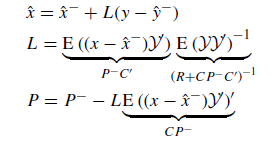 x̂ = x̂⁻ + L(y − ŷ⁻)
L = E ((x − x̂⁻)𝒴′) E (𝒴𝒴′)⁻¹
P⁻C′ (R+CP⁻C′)⁻¹
P = P⁻ − LE ((x − x̂⁻)𝒴′)′
CP⁻